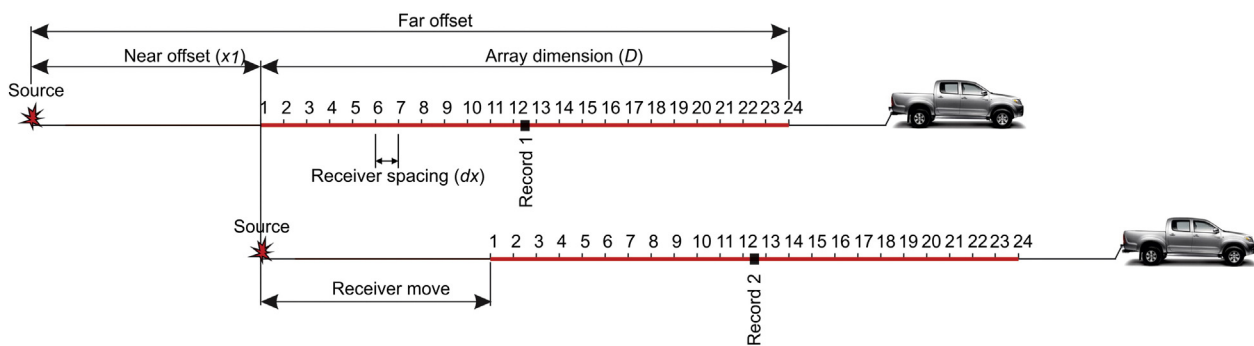 Far offset
Near offset (x1)
Array dimension (D)
Source
1 2 3 4 5 6 7 8 9 10 11 12 13 14 15 16 17 18 19 20 21 22 23 24
Receiver spacing (dx)
Record 1
Source
1 2 3 4 5 6 7 8 9 10 11 12 13 14 15 16 17 18 19 20 21 22 23 24
Receiver move
Record 2